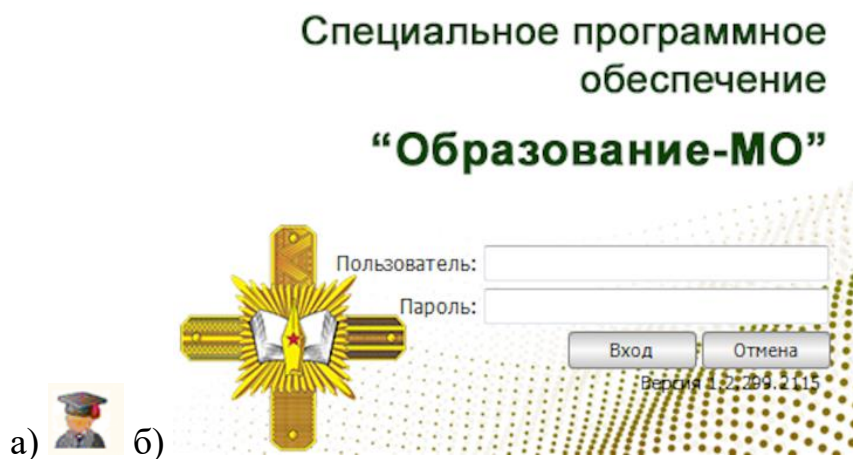 Специальное программное
обеспечение
“Образование-МО”
Пользователь:
Пароль:
Вход Отмена
Версия 1.2.299.2115
а) б)